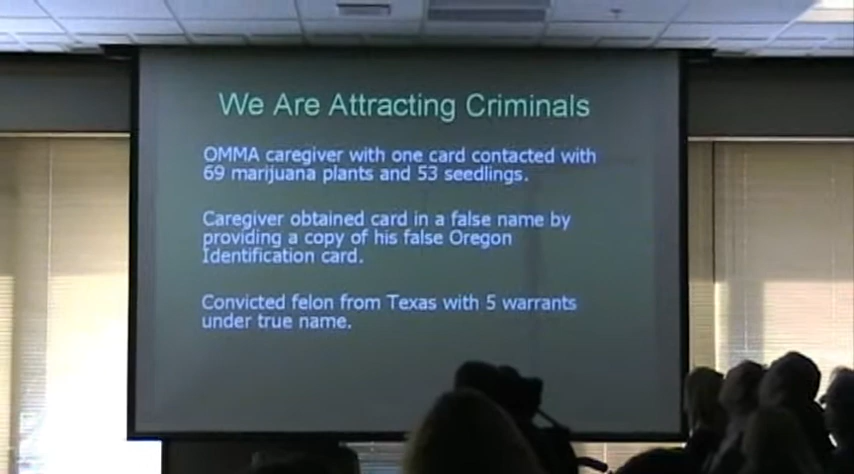 We Are Attracting Criminals
OMMA caregiver with one card contacted with
69 marijuana plants and 53 seedlings.
Caregiver obtained card in a false name by
providing a copy of his false Oregon
Identification card.
Convicted felon from Texas with 5 warrants
under true name.